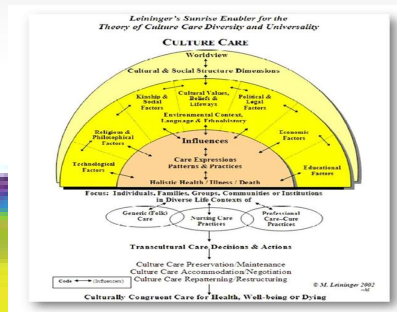 Leininger's Sunrise Enabler for the
Theory of Culture Care Diversity and Universality
CULTURE CARE
Worldview
Cultural & Social Structure Dimensions
Kinship &
Social
Factors
Cultural Values,
Beliefs &
Lifeways
Political &
Legal
Factors
Environmental Context,
Language & Ethnohistory
Religious &
Philosophical
Factors
Influences
Economic
Factors
Care Expressions
Patterns & Practices
Technological
Factors
Educational
Factors
Holistic Health / Illness / Death
Focus: Individuals, Families, Groups, Communities or Institutions
in Diverse Life Contexts of
Generic (Folk)
Care
Nursing Care
Practices
Professional
Care-Cure
Practices
Transcultural Care Decisions & Actions
Culture Care Preservation/Maintenance
Culture Care Accommodation/Negotiation
Culture Care Repatterning/Restructuring
Code (Influencers)
© M. Leininger 2002
Culturally Congruent Care for Health, Well-being or Dying